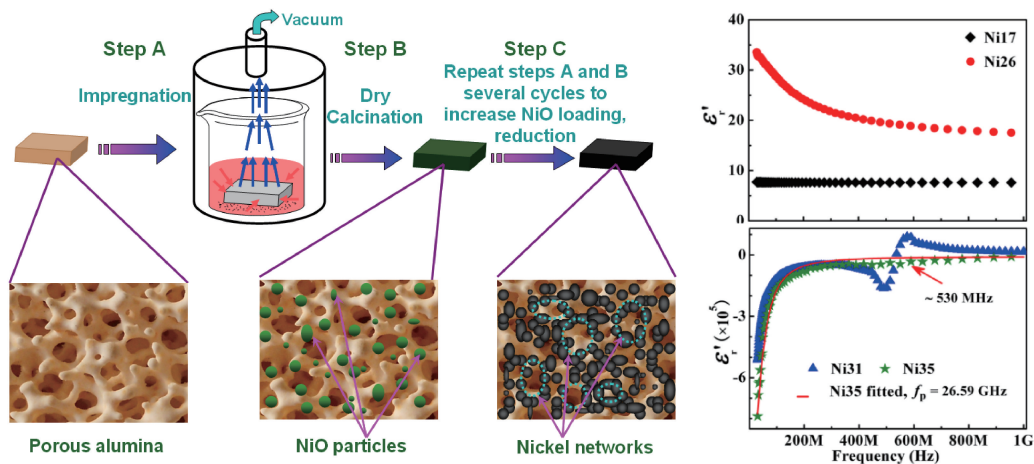 Vacuum
Step A
Impregnation
Step B
Dry
Calcination
Step C
Repeat steps A and B
several cycles to
increase NiO loading,
reduction
Porous alumina
NiO particles
Nickel networks
40
30
20
10
0
εr'
Ni17
Ni26
0
-3
-6
εr' (×10⁵)
~ 530 MHz
Ni31
Ni35
Ni35 fitted, fp = 26.59 GHz
200M 400M 600M 800M 1G
Frequency (Hz)